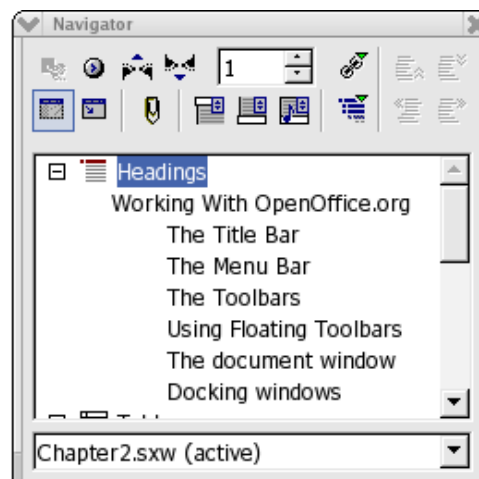 Navigator
1
Headings
Working With OpenOffice.org
The Title Bar
The Menu Bar
The Toolbars
Using Floating Toolbars
The document window
Docking windows
Chapter2.sxw (active)